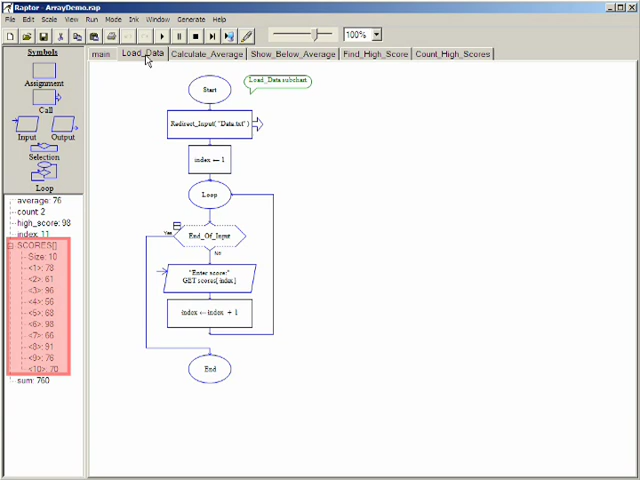 Raptor - ArrayDemo.rap
File Edit Scale View Run Mode Ink Window Generate Help
100%
Symbols
Assignment
Call
Input Output
Selection
Loop
average: 76
count: 2
high_score: 98
index: 11
SCORES[]
Size: 10
<1>: 78
<2>: 61
<3>: 96
<4>: 56
<5>: 68
<6>: 98
<7>: 66
<8>: 91
<9>: 76
<10>: 70
sum: 760
main Load_Data Calculate_Average Show_Below_Average Find_High_Score Count_High_Scores
Start
Load_Data subchart
Redirect_Input( "Data.txt" )
index ← 1
Loop
End_Of_Input
Yes
No
"Enter score:"
GET scores[index]
index ← index + 1
End